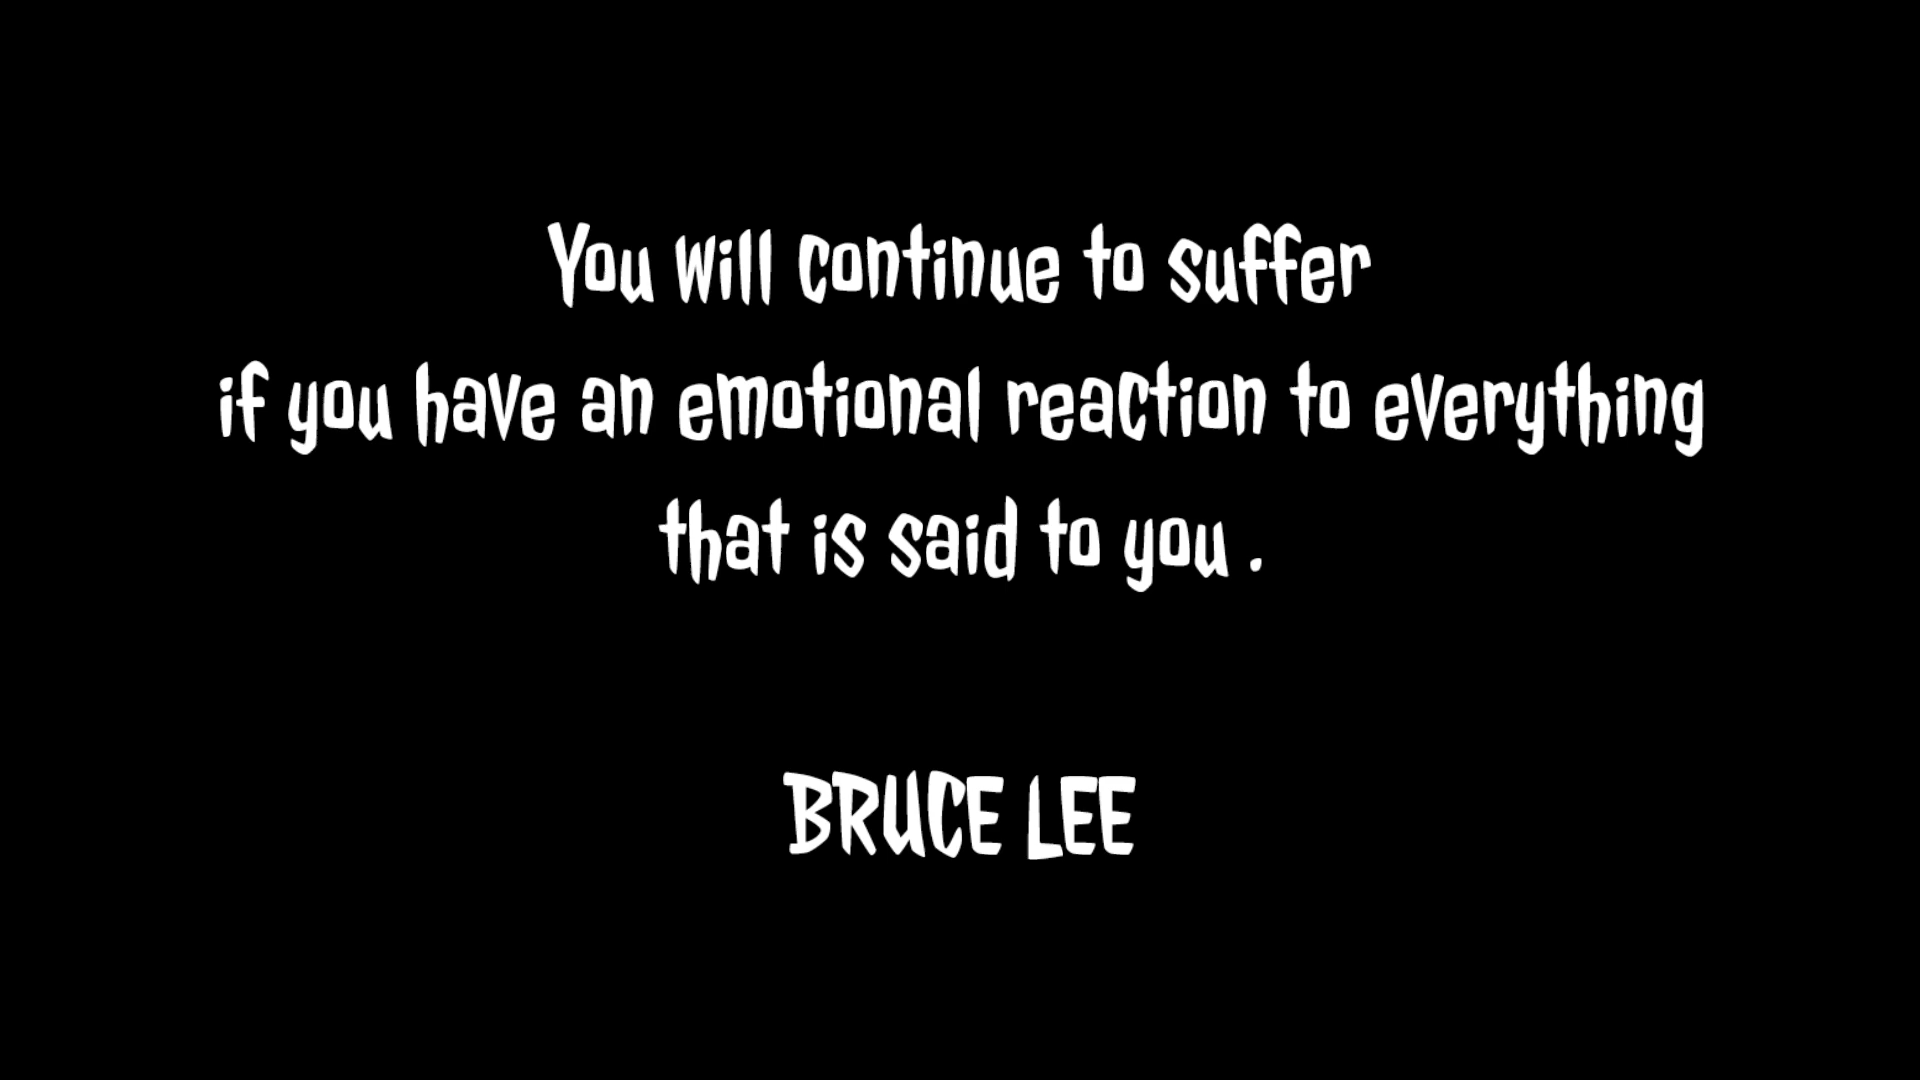 You will continue to suffer
if you have an emotional reaction to everything
that is said to you .
BRUCE LEE